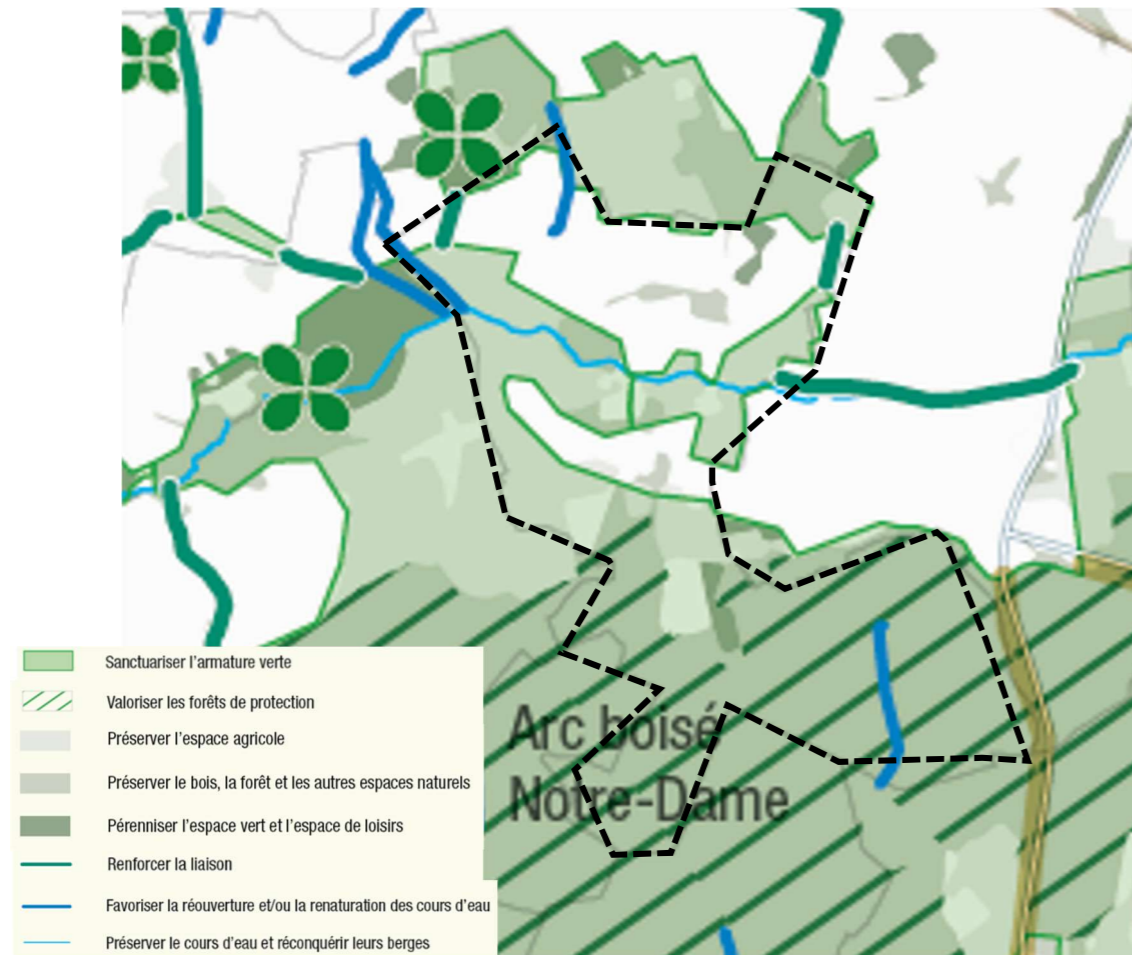 Arc boisé
Notre-Dame
Sanctuariser l'armature verte
Valoriser les forêts de protection
Préserver l'espace agricole
Préserver le bois, la forêt et les autres espaces naturels
Pérenniser l'espace vert et l'espace de loisirs
Renforcer la liaison
Favoriser la réouverture et/ou la renaturation des cours d'eau
Préserver le cours d'eau et réconquérir leurs berges